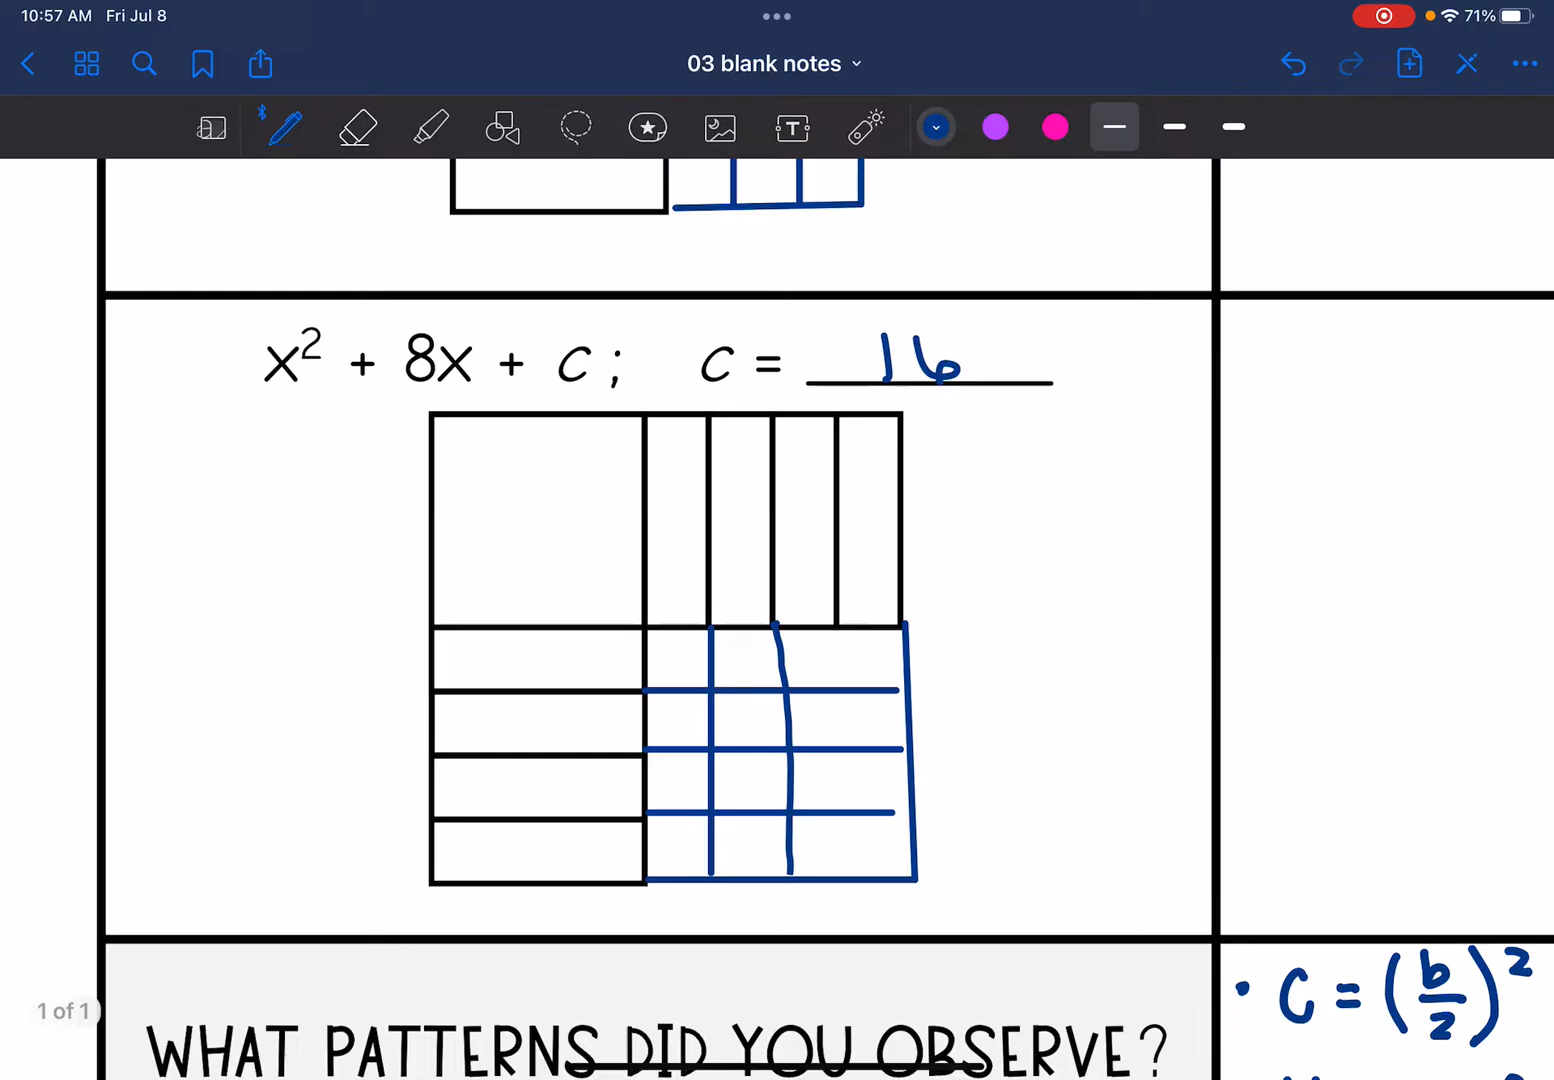 10:57 AM Fri Jul 8
71%
03 blank notes
T
x² + 8x + c ; c = 16
1 of 1
• C = (b/2)²
WHAT PATTERNS DID YOU OBSERVE?